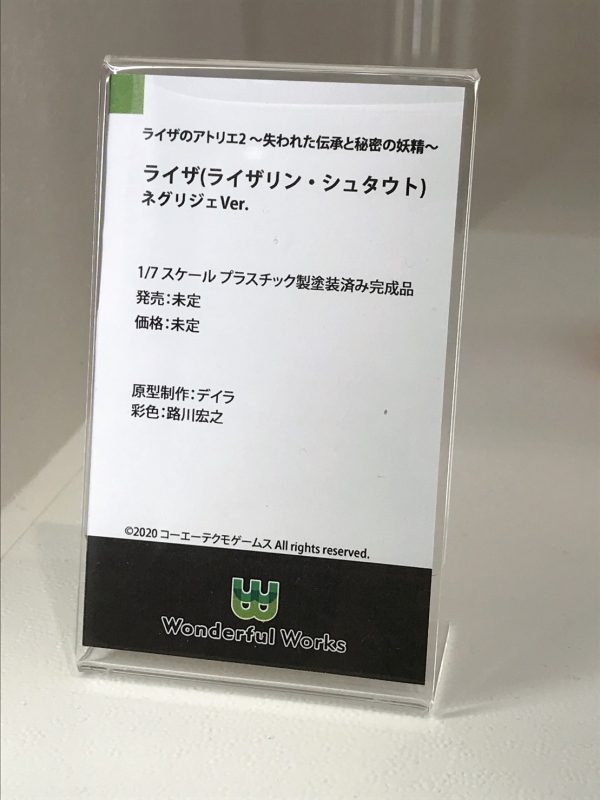 ライザのアトリエ2 ～失われた伝承と秘密の妖精～
ライザ(ライザリン・シュタウト)
ネグリジェVer.
1/7 スケール プラスチック製塗装済み完成品
発売：未定
価格：未定
原型制作：デイラ
彩色：路川宏之
©2020 コーエーテクモゲームス All rights reserved.
Wonderful Works